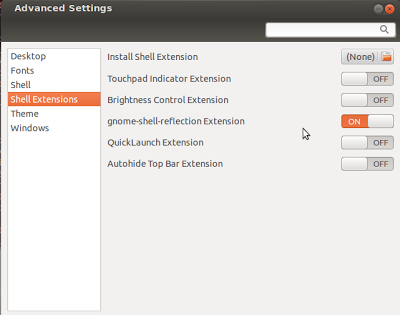 Advanced Settings
Desktop
Fonts
Shell
Shell Extensions
Theme
Windows
Install Shell Extension (None)
Touchpad Indicator Extension OFF
Brightness Control Extension OFF
gnome-shell-reflection Extension ON
QuickLaunch Extension OFF
Autohide Top Bar Extension OFF